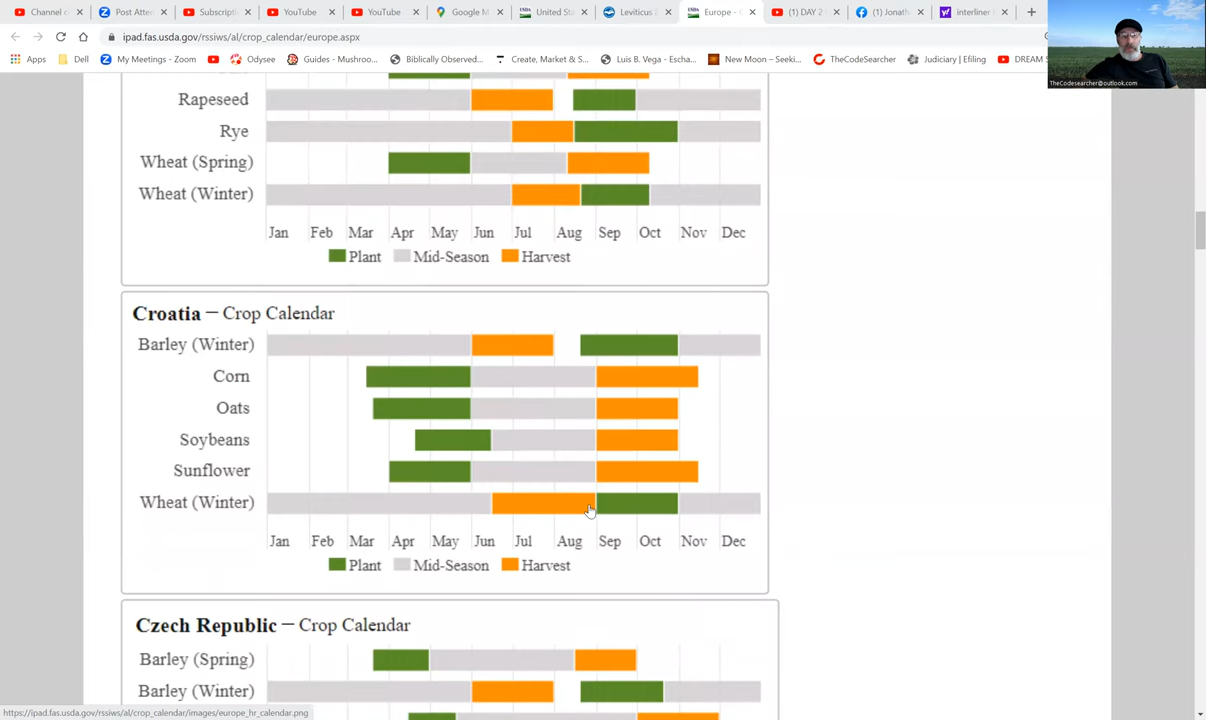 Channel c
Post Atte
Subscripti
YouTube
YouTube
Google M
United Sta
Leviticus B
Europe - C
(1) DAY 2
(1) Jonath
interliner
ipad.fas.usda.gov/rssiws/al/crop_calendar/europe.aspx
Apps
Dell
My Meetings - Zoom
Odysee
Guides - Mushroo...
Biblically Observed...
Create, Market & S...
Luis B. Vega - Escha...
New Moon – Seeki...
TheCodeSearcher
Judiciary | Efiling
DREAM S
TheCodesearcher@outlook.com
Rapeseed
Rye
Wheat (Spring)
Wheat (Winter)
Jan Feb Mar Apr May Jun Jul Aug Sep Oct Nov Dec
Plant Mid-Season Harvest
Croatia — Crop Calendar
Barley (Winter)
Corn
Oats
Soybeans
Sunflower
Wheat (Winter)
Jan Feb Mar Apr May Jun Jul Aug Sep Oct Nov Dec
Plant Mid-Season Harvest
Czech Republic — Crop Calendar
Barley (Spring)
Barley (Winter)
https://ipad.fas.usda.gov/rssiws/al/crop_calendar/images/europe_hr_calendar.png